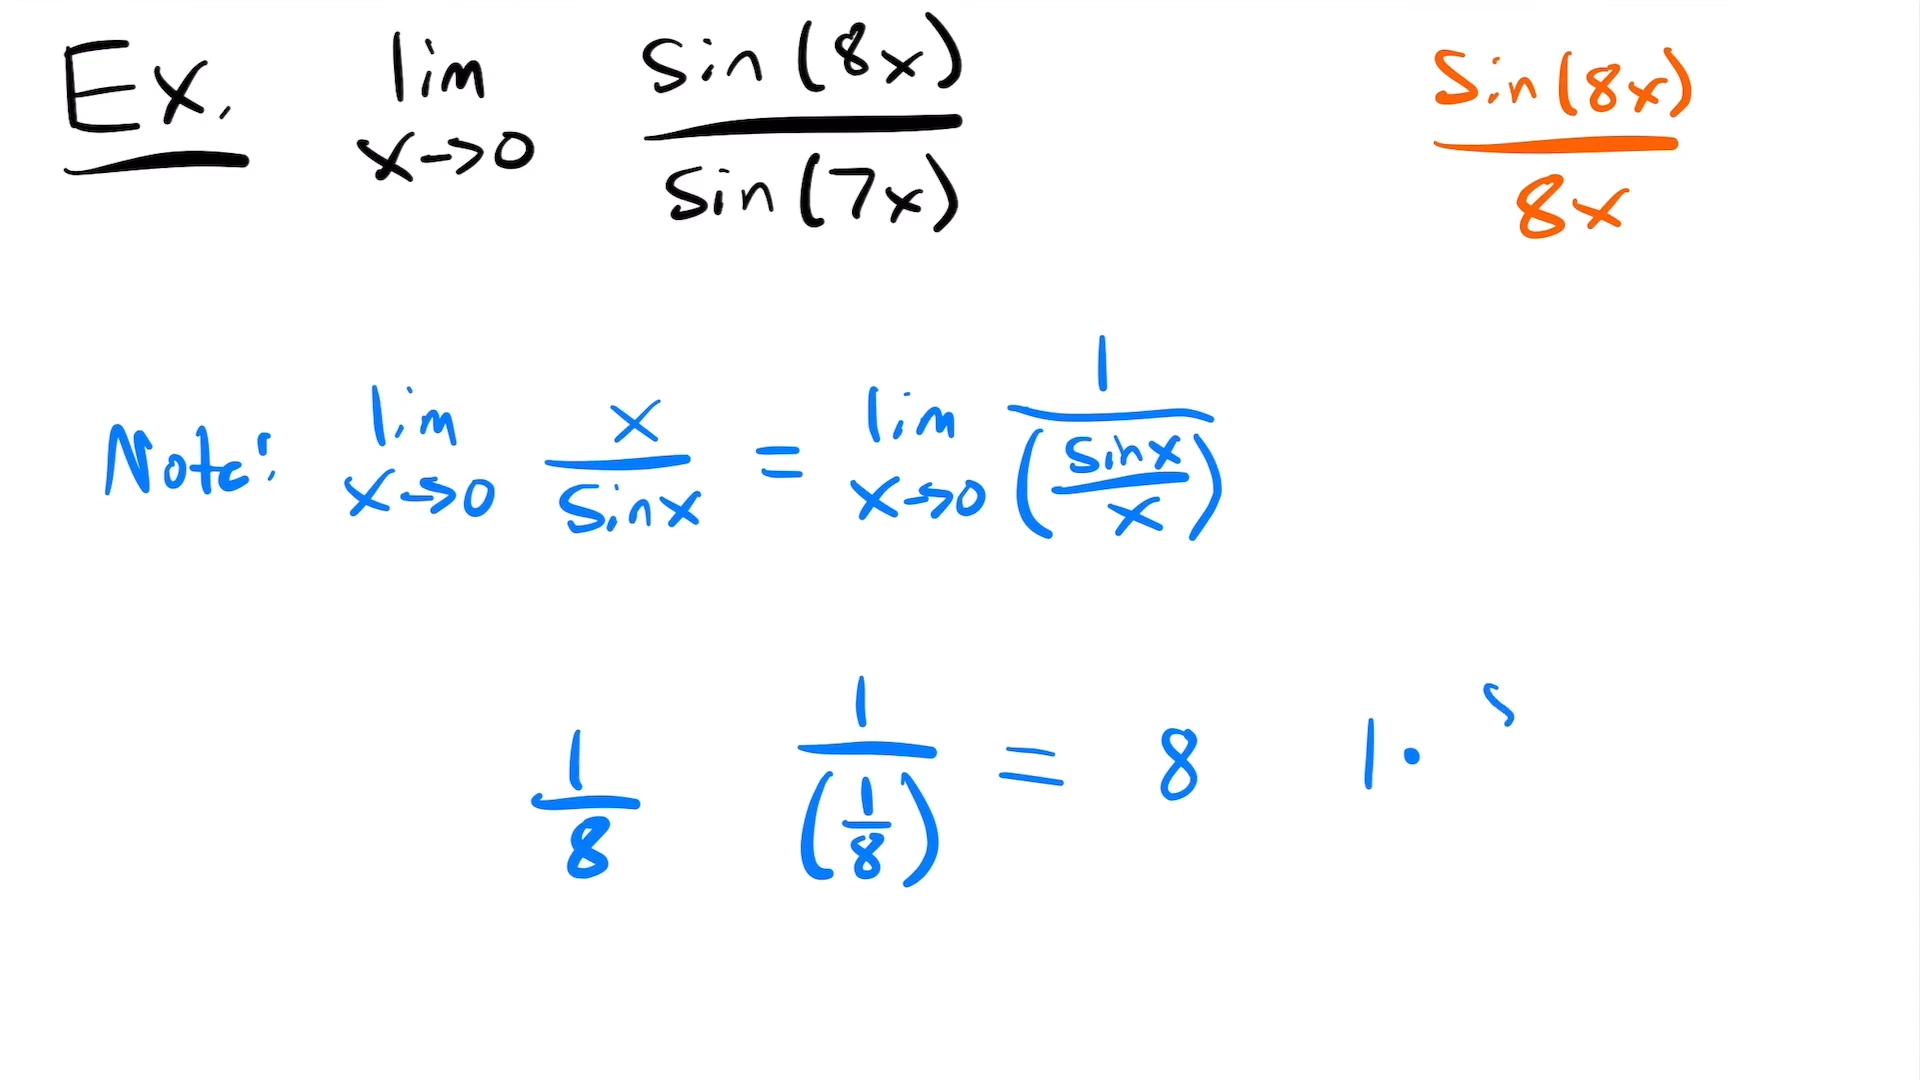 Ex. lim x→0 sin(8x) / sin(7x)
sin(8x) / 8x
Note: lim x→0 x / sinx = lim x→0 1 / (sinx / x)
1/8 1/(1/8) = 8 1 ·